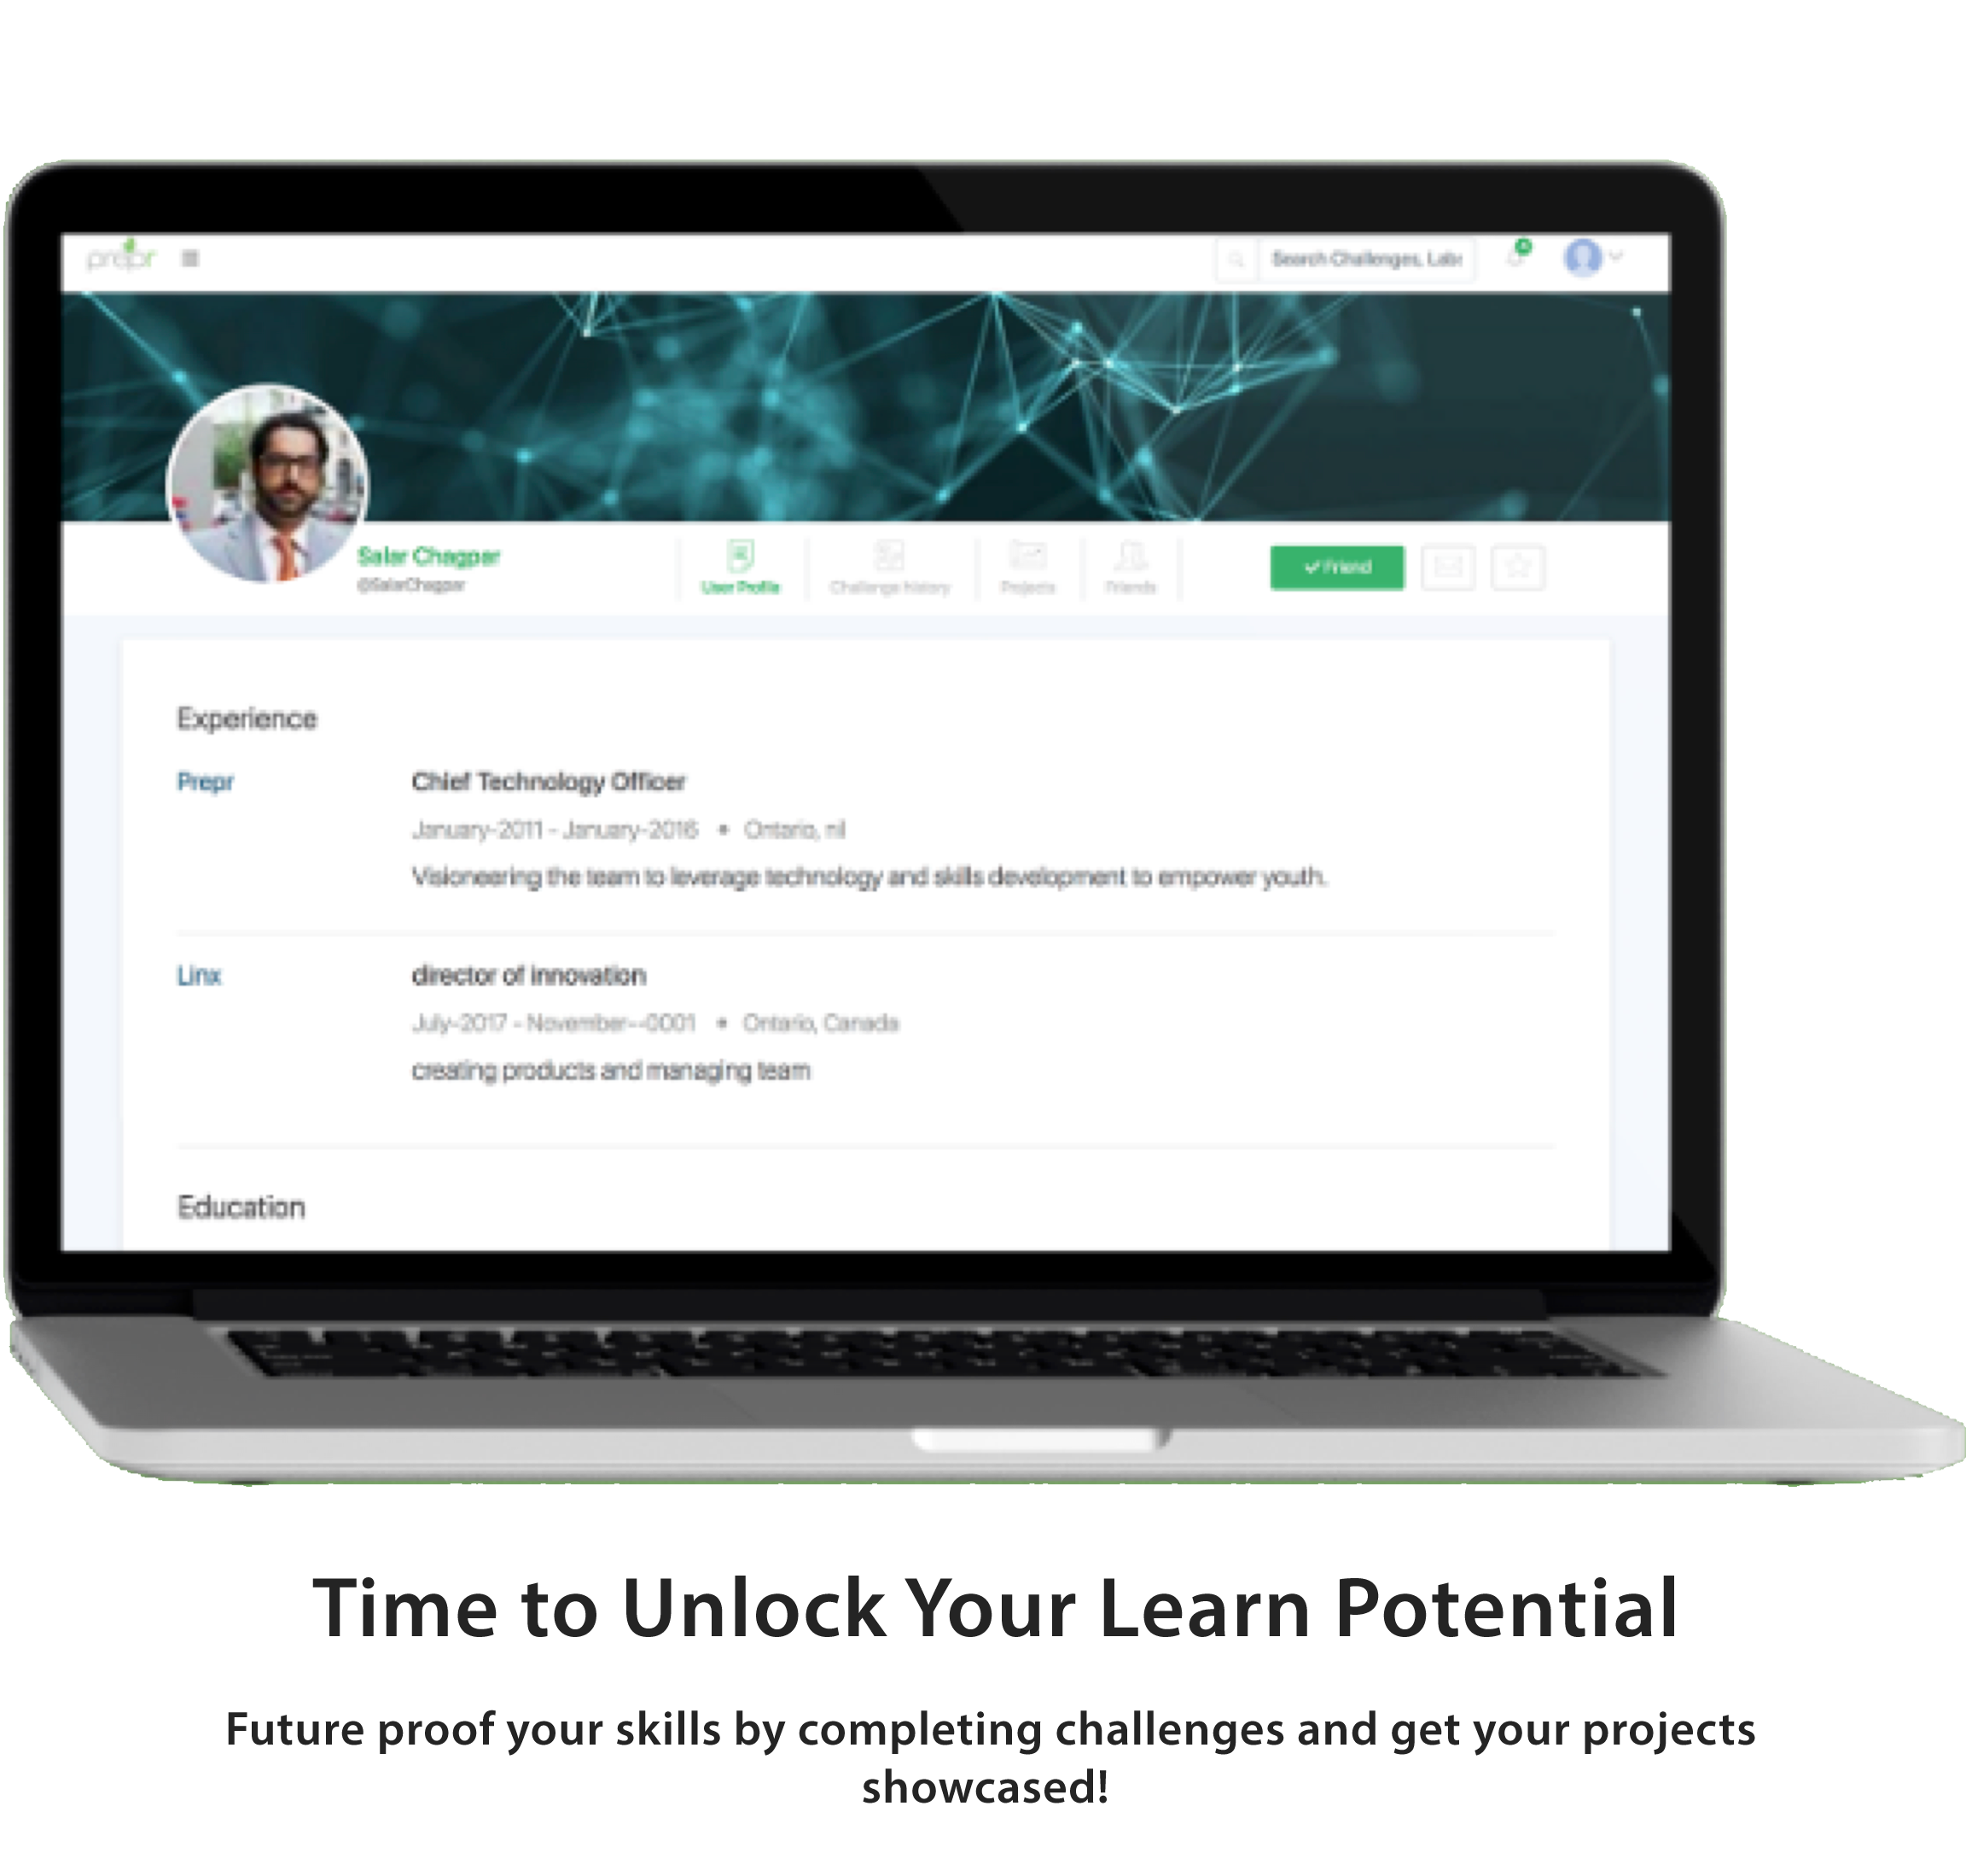 prepr
Search Challenges, Labs
Salar Chagpar
@SalarChagpar
User Profile
Challenge history
Projects
Friends
Friend
Experience
Prepr
Chief Technology Officer
January-2011 - January-2016 • Ontario, nil
Visioneering the team to leverage technology and skills development to empower youth.
Linx
director of innovation
July-2017 - November--0001 • Ontario, Canada
creating products and managing team
Education
Time to Unlock Your Learn Potential
Future proof your skills by completing challenges and get your projects
showcased!